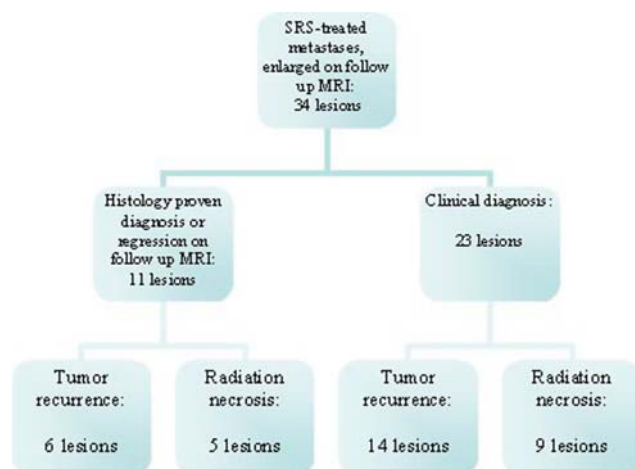 SRS-treated
metastases,
enlarged on follow
up MRI:
34 lesions
Histology proven
diagnosis or
regression on
follow up MRI:
11 lesions
Clinical diagnosis:
23 lesions
Tumor
recurrence:
6 lesions
Radiation
necrosis:
5 lesions
Tumor
recurrence:
14 lesions
Radiation
necrosis:
9 lesions